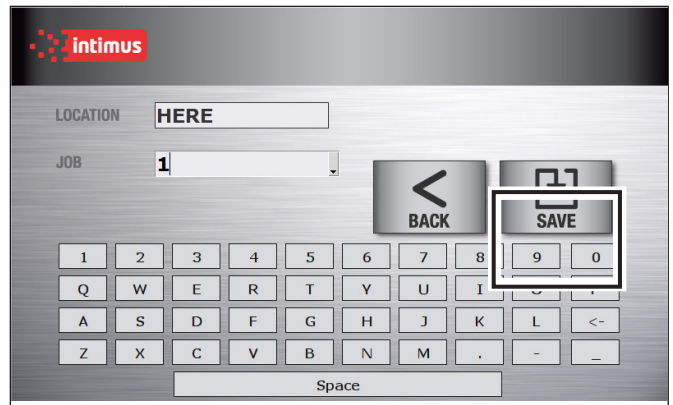 intimus
LOCATION HERE
JOB 1
< BACK SAVE
1 2 3 4 5 6 7 8 9 0
Q W E R T Y U I
A S D F G H J K L <-
Z X C V B N M . - _
Space